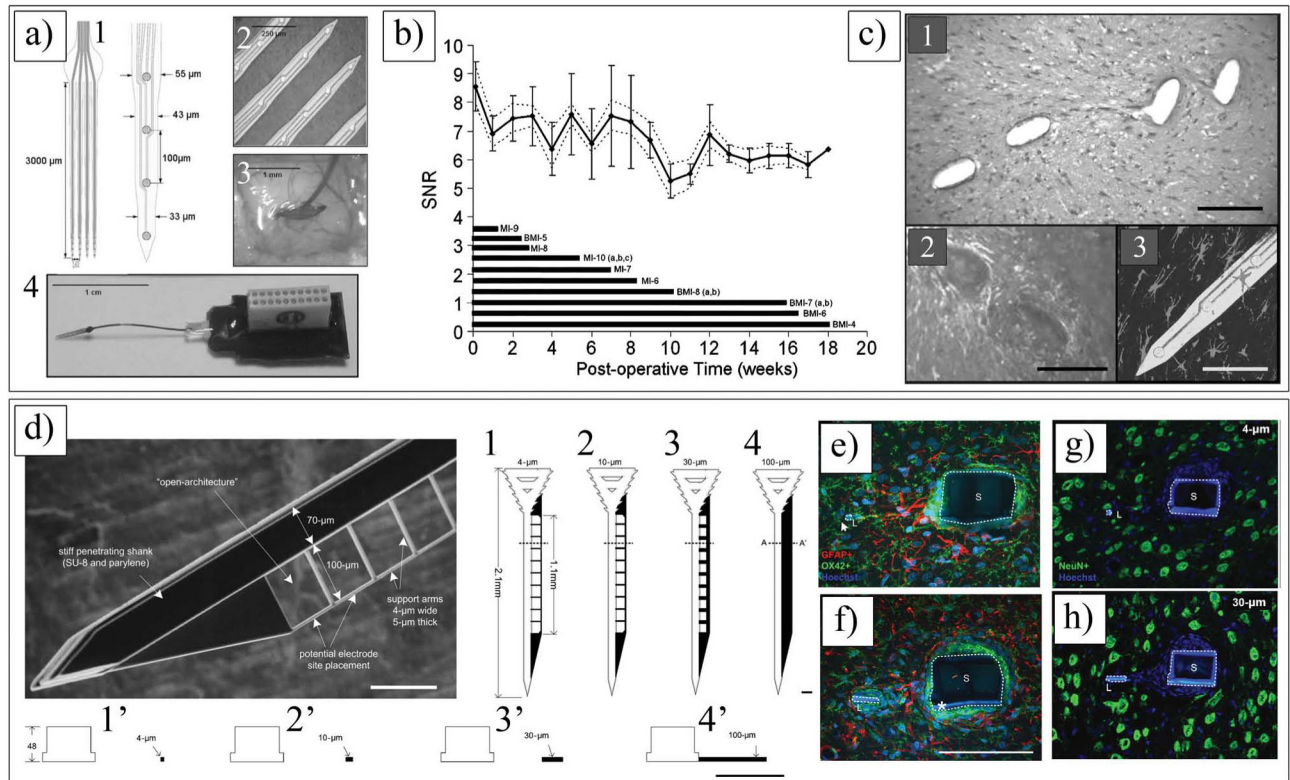 a)
1
55 µm
43 µm
100µm
3000 µm
33 µm
2
250 µm
3
1 mm
4
1 cm
b)
10
9
8
7
6
5
4
3
2
1
0
SNR
MI-9
BMI-5
MI-8
MI-10 (a,b,c)
MI-7
MI-6
BMI-8 (a,b)
BMI-7 (a,b)
BMI-6
BMI-4
0 2 4 6 8 10 12 14 16 18 20
Post-operative Time (weeks)
c)
1
2
3
d)
"open-architecture"
stiff penetrating shank
(SU-8 and parylene)
70-µm
100-µm
support arms
4-µm wide
5-µm thick
potential electrode
site placement
1 2 3 4
4-µm 10-µm 30-µm 100-µm
2.1mm
1.1mm
A A'
1' 2' 3' 4'
48
4-µm 10-µm 30-µm 100-µm
e)
S
L
GFAP+
OX42+
Hoechst
f)
S
L
*
g)
4-µm
S
L
NeuN+
Hoechst
h)
30-µm
S
L